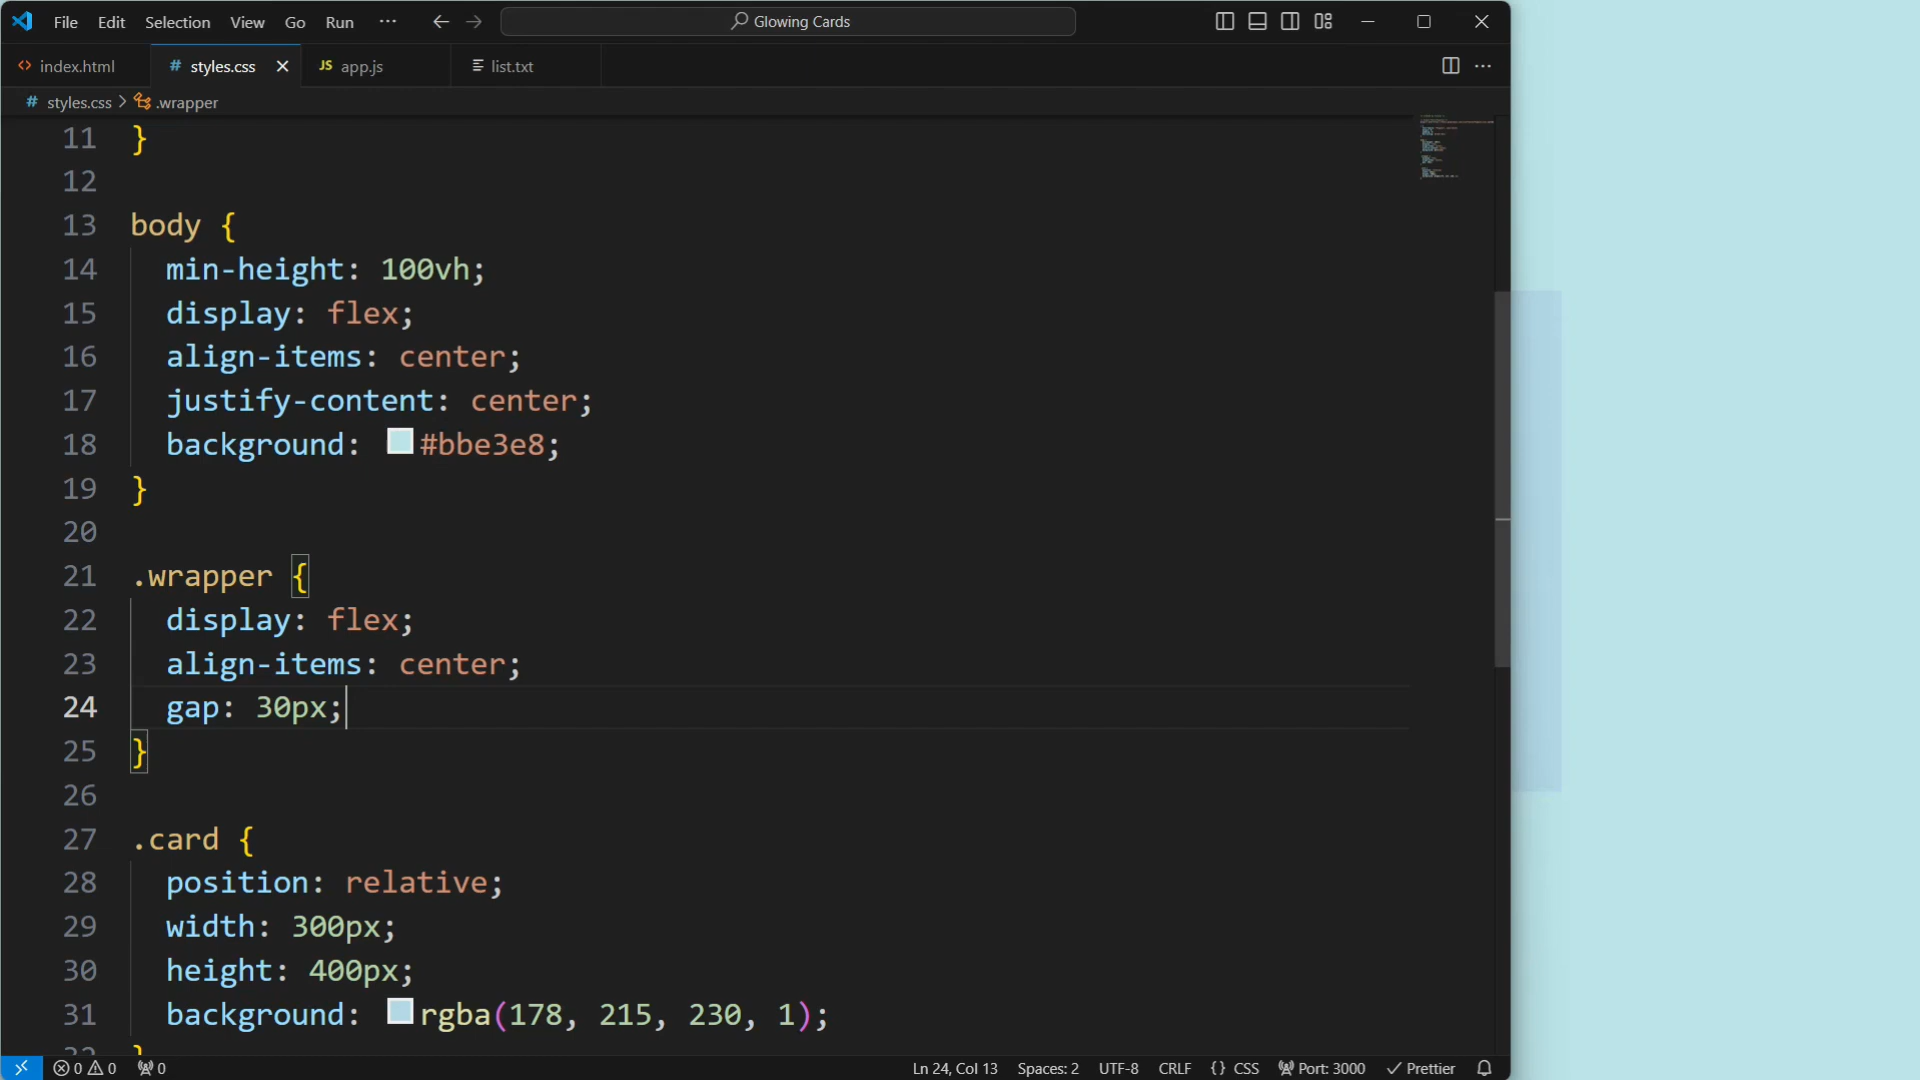 File Edit Selection View Go Run ··· Glowing Cards
index.html # styles.css JS app.js list.txt
# styles.css > .wrapper
11 }
12
13 body {
14 min-height: 100vh;
15 display: flex;
16 align-items: center;
17 justify-content: center;
18 background: #bbe3e8;
19 }
20
21 .wrapper {
22 display: flex;
23 align-items: center;
24 gap: 30px;
25 }
26
27 .card {
28 position: relative;
29 width: 300px;
30 height: 400px;
31 background: rgba(178, 215, 230, 1);
32 }
0 0 0 Ln 24, Col 13 Spaces: 2 UTF-8 CRLF {} CSS Port: 3000 Prettier